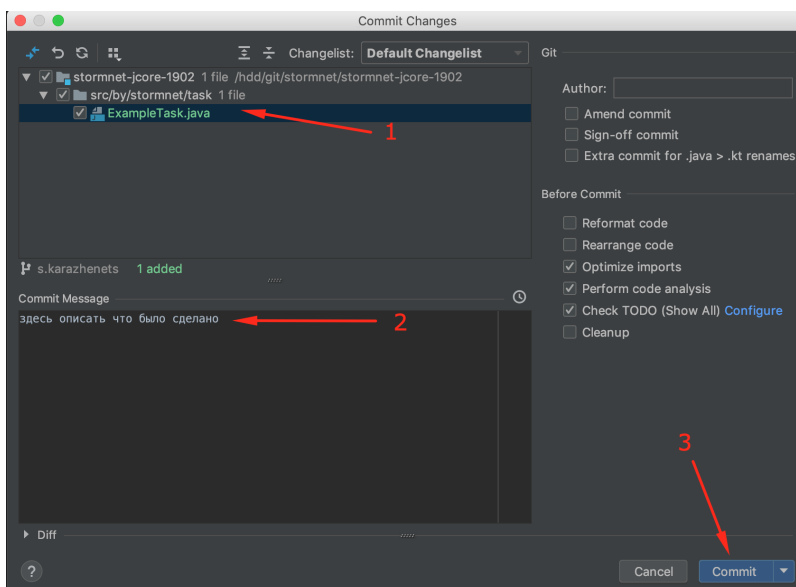 Commit Changes
Changelist: Default Changelist
stormnet-jcore-1902 1 file /hdd/git/stormnet/stormnet-jcore-1902
src/by/stormnet/task 1 file
ExampleTask.java
1
s.karazhenets 1 added
Commit Message
здесь описать что было сделано
2
Diff
?
Git
Author:
Amend commit
Sign-off commit
Extra commit for .java > .kt renames
Before Commit
Reformat code
Rearrange code
Optimize imports
Perform code analysis
Check TODO (Show All) Configure
Cleanup
3
Cancel
Commit